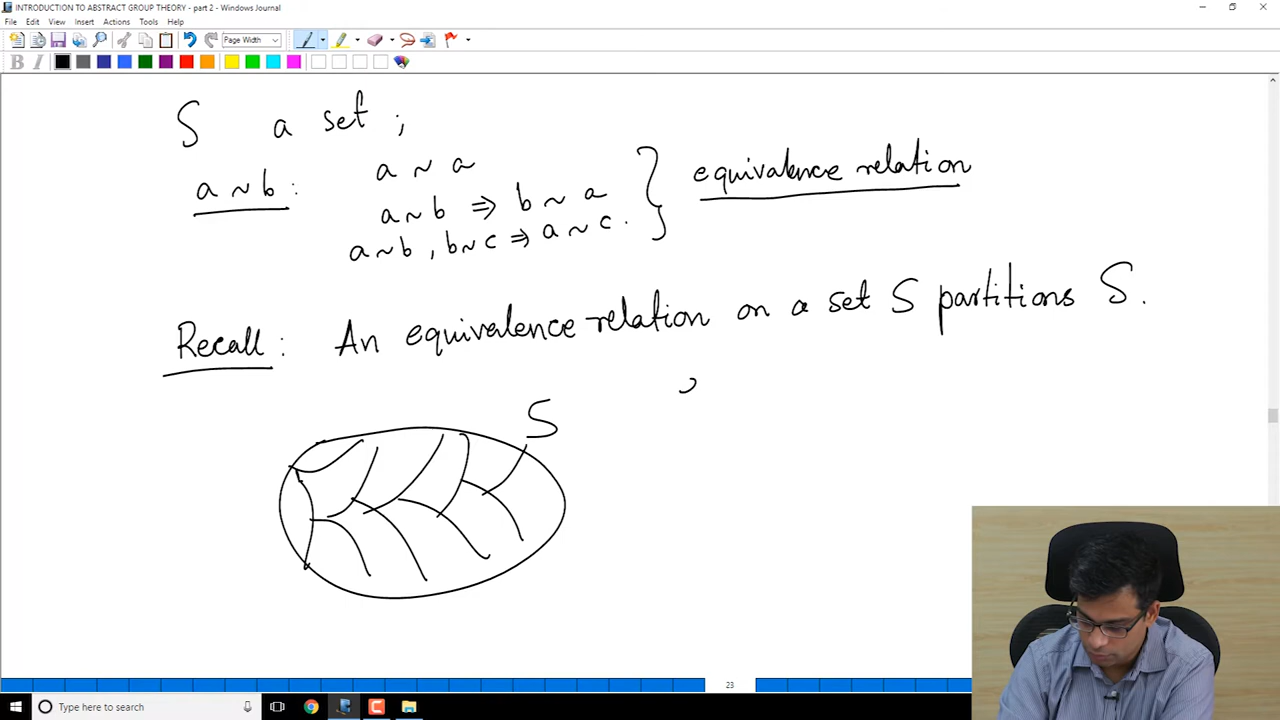 INTRODUCTION TO ABSTRACT GROUP THEORY - part 2 - Windows Journal
File Edit View Insert Actions Tools Help
Page Width
B I
S a set ;
a ~ b : a ~ a
a ~ b ⇒ b ~ a
a ~ b , b ~ c ⇒ a ~ c .
} equivalence relation
Recall : An equivalence relation on a set S partitions S .
S
23
Type here to search